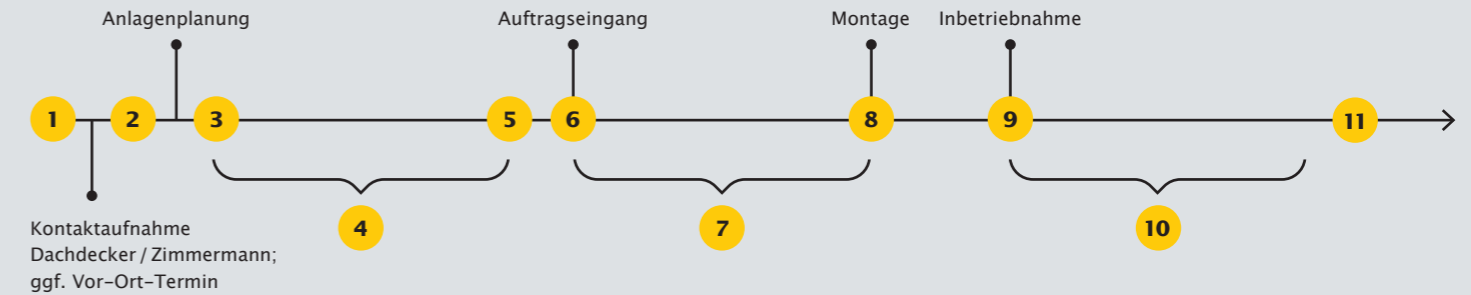 Anlagenplanung
Auftragseingang
Montage
Inbetriebnahme
1
2
3
5
6
8
9
11
4
7
10
Kontaktaufnahme
Dachdecker / Zimmermann;
ggf. Vor-Ort-Termin